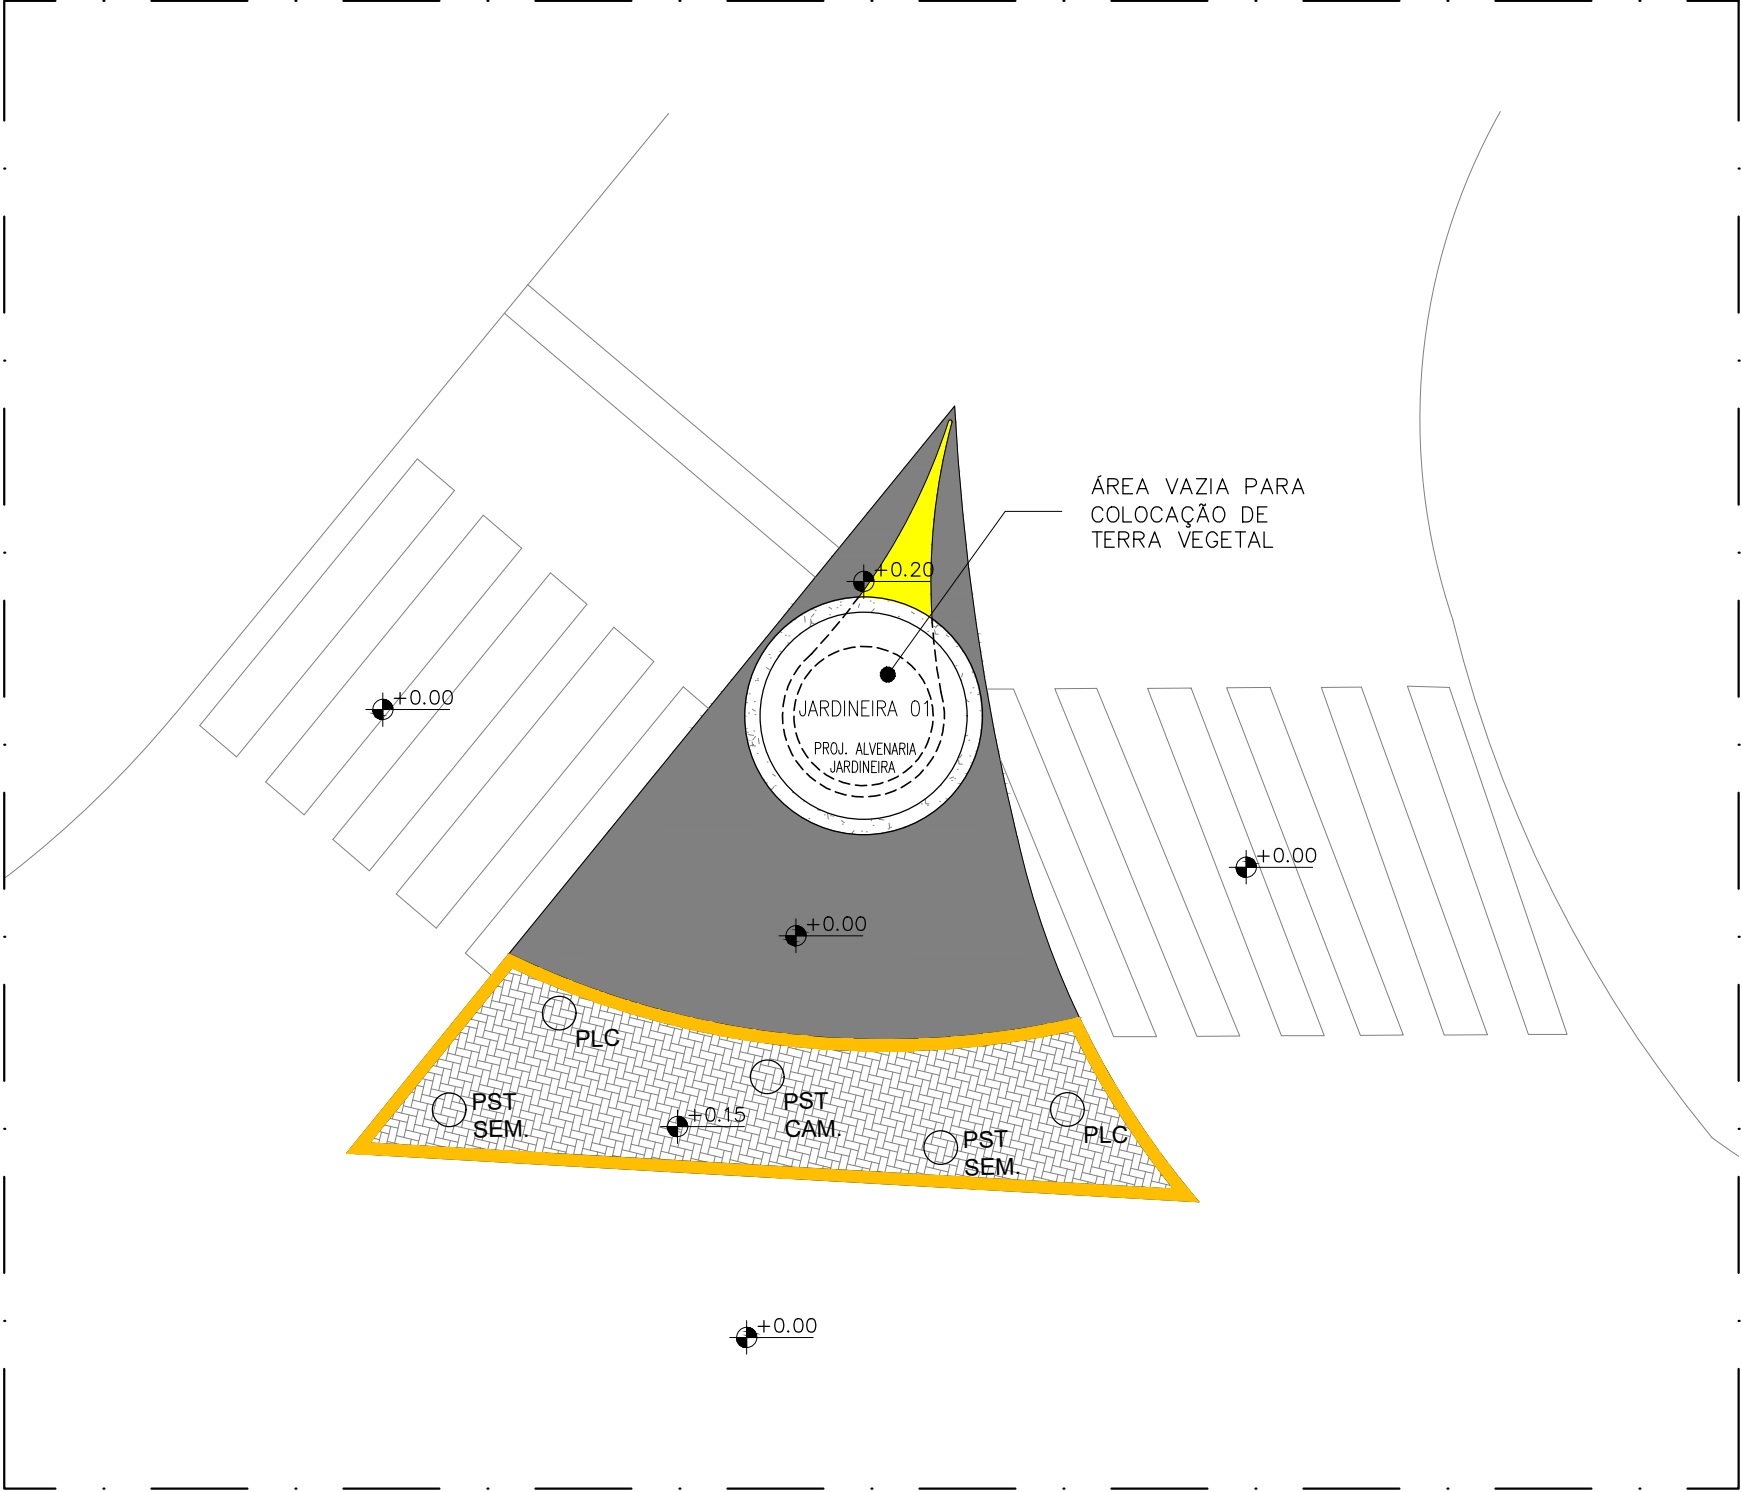 ÁREA VAZIA PARA
COLOCAÇÃO DE
TERRA VEGETAL
+0.20
+0.00
JARDINEIRA 01
PROJ. ALVENARIA
JARDINEIRA
+0.00
+0.00
PLC
PST
SEM.
PST
CAM.
+0.15
PLC
PST
SEM.
+0.00